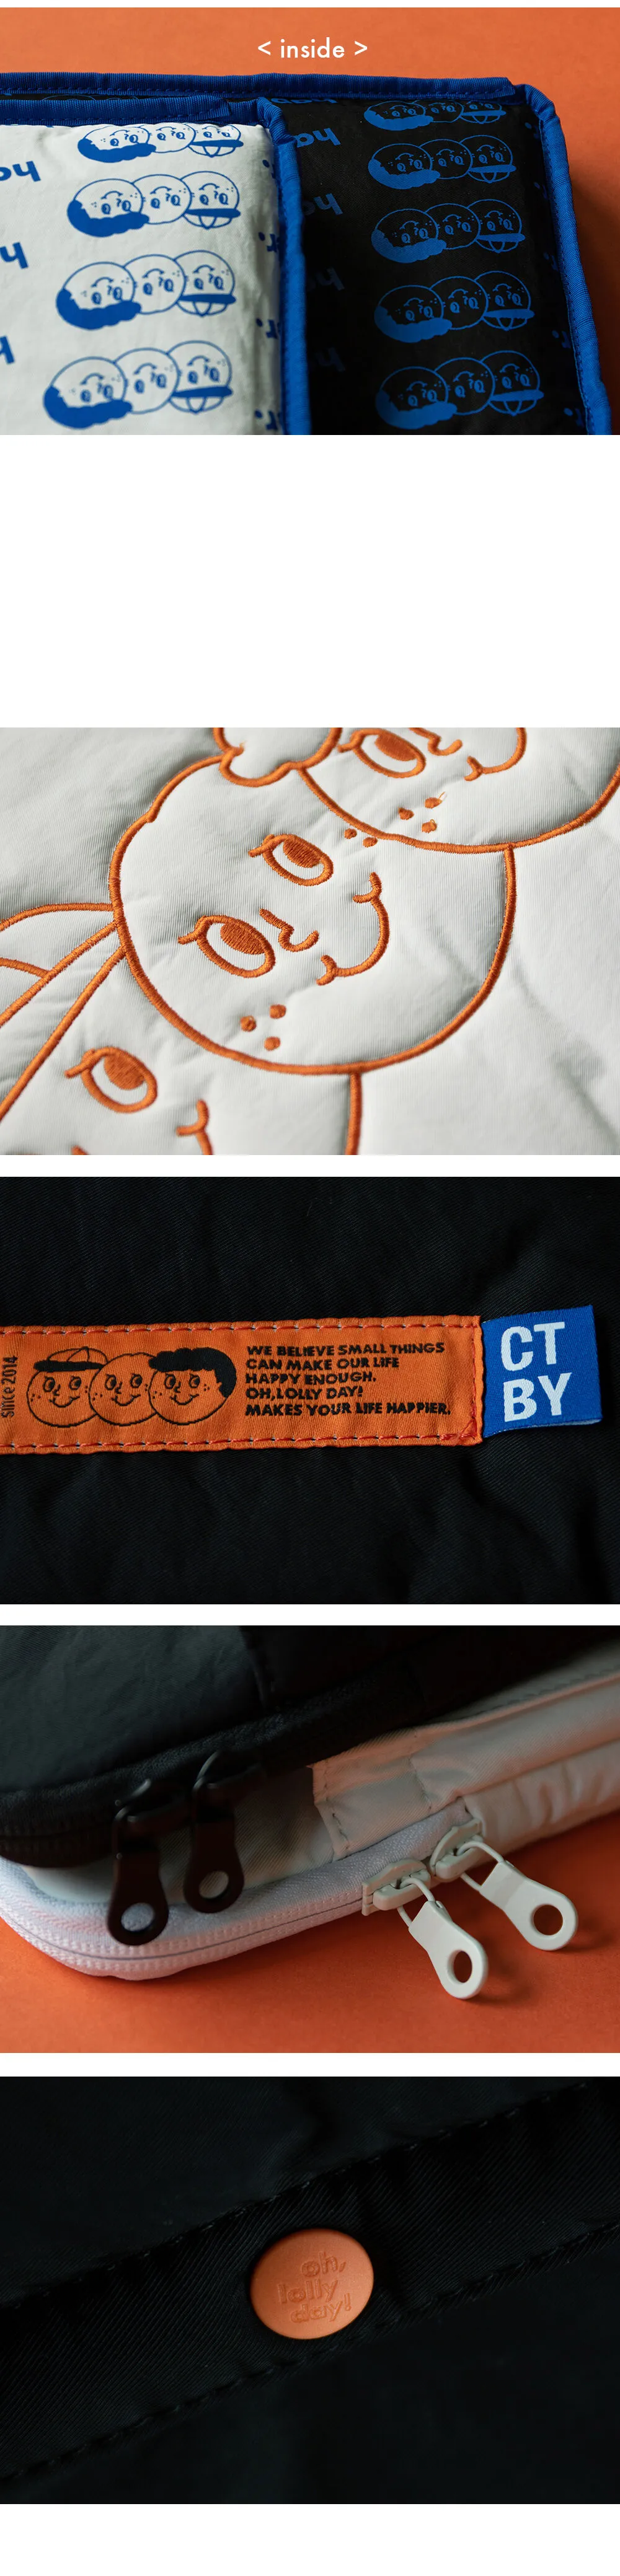 < inside >
since 2014
WE BELIEVE SMALL THINGS
CAN MAKE OUR LIFE
HAPPY ENOUGH.
OH, LOLLY DAY!
MAKES YOUR LIFE HAPPIER.
CT
BY
oh,
lolly
day!